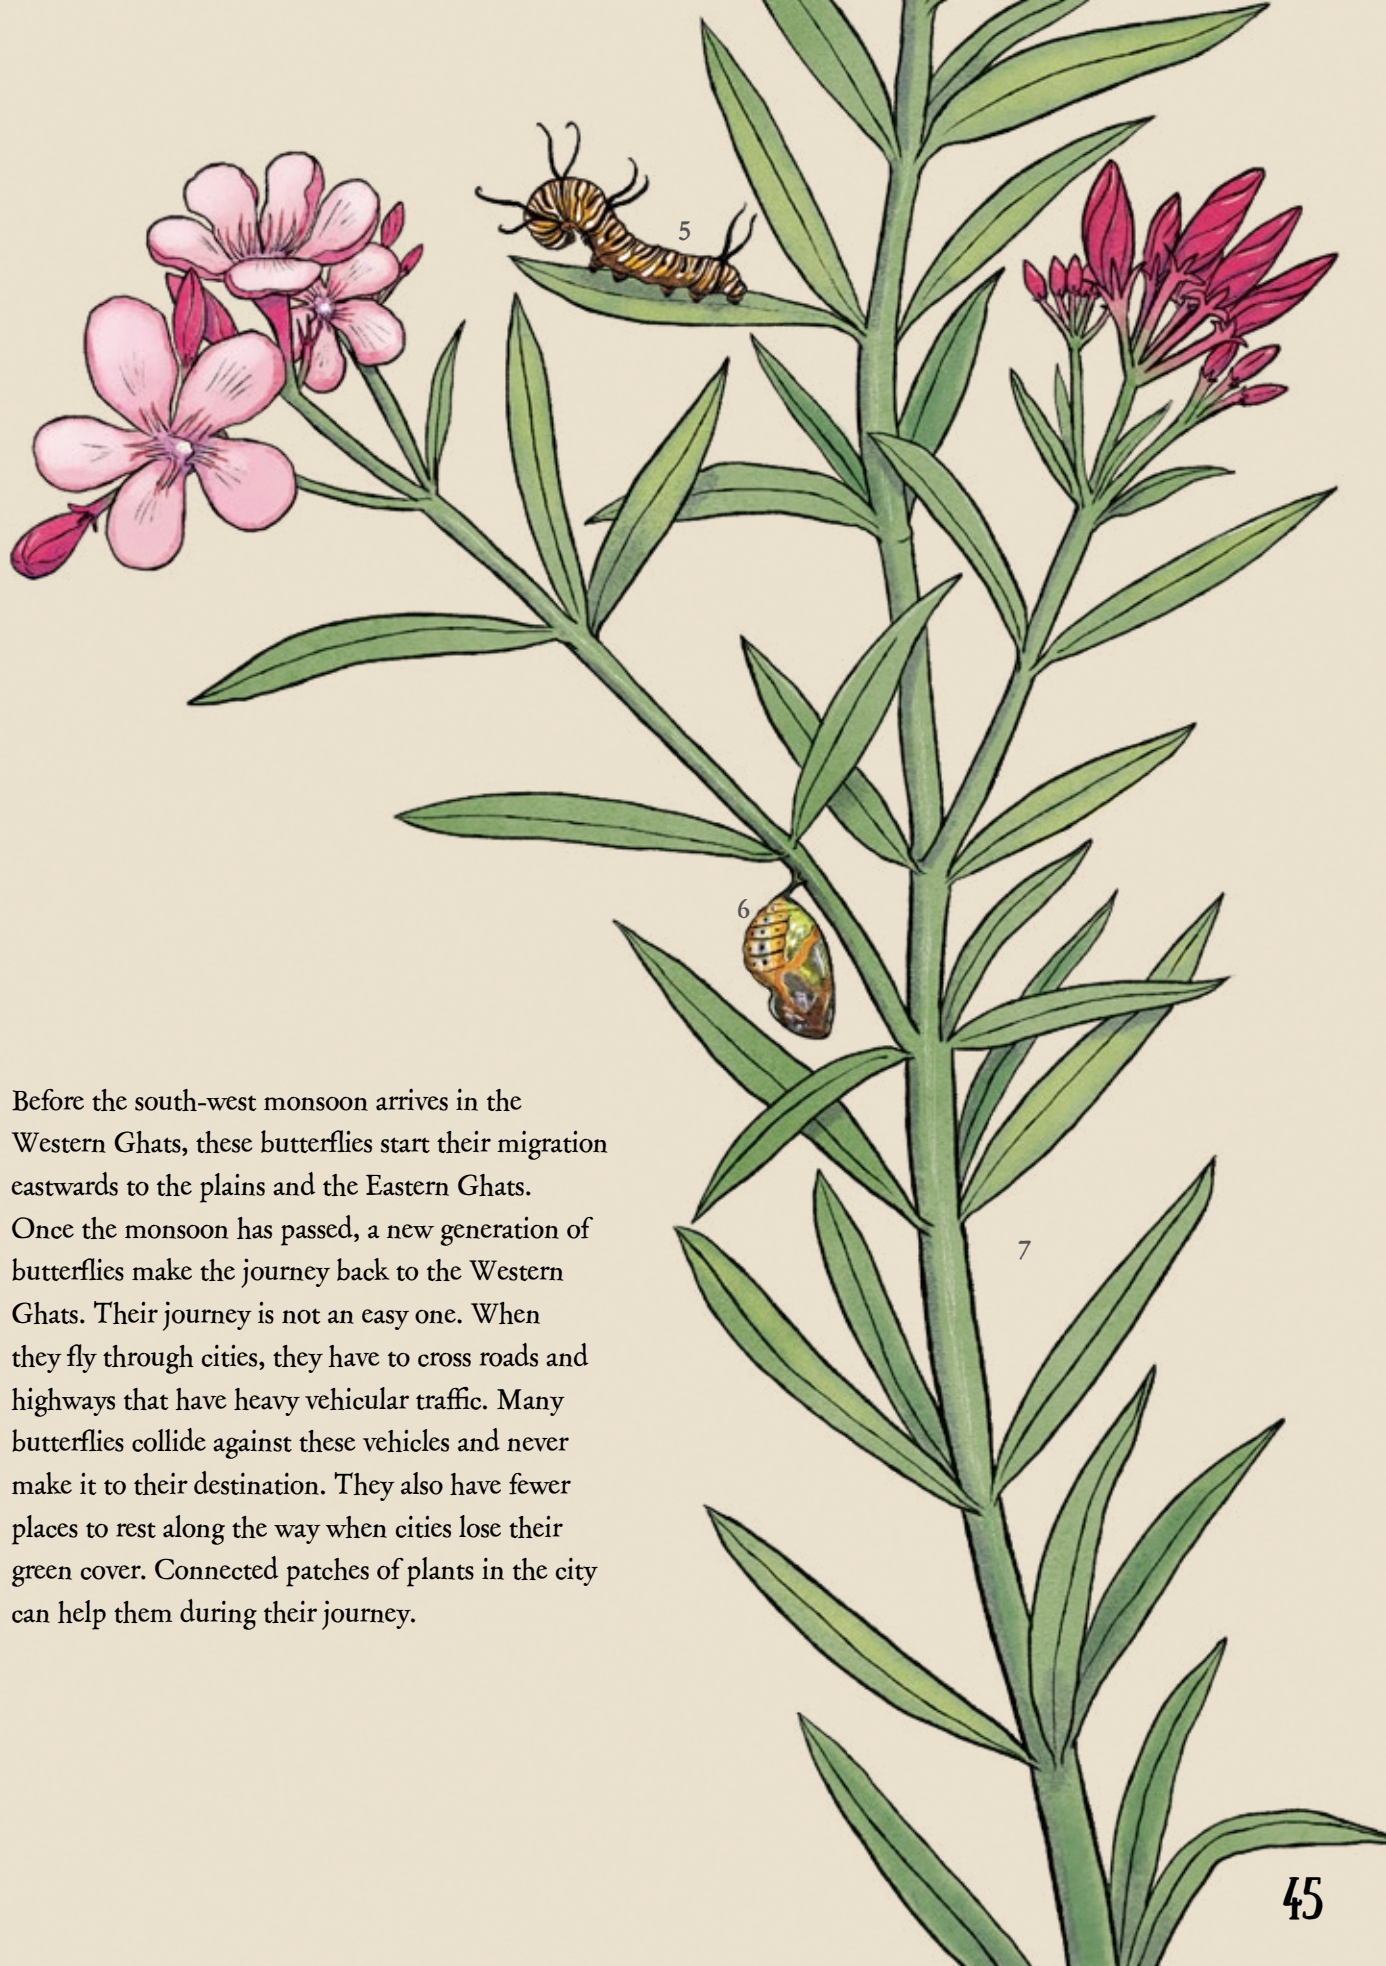 5
6
Before the south-west monsoon arrives in the
Western Ghats, these butterflies start their migration
eastwards to the plains and the Eastern Ghats.
Once the monsoon has passed, a new generation of
butterflies make the journey back to the Western
Ghats. Their journey is not an easy one. When
they fly through cities, they have to cross roads and
highways that have heavy vehicular traffic. Many
butterflies collide against these vehicles and never
make it to their destination. They also have fewer
places to rest along the way when cities lose their
green cover. Connected patches of plants in the city
can help them during their journey.
7
45